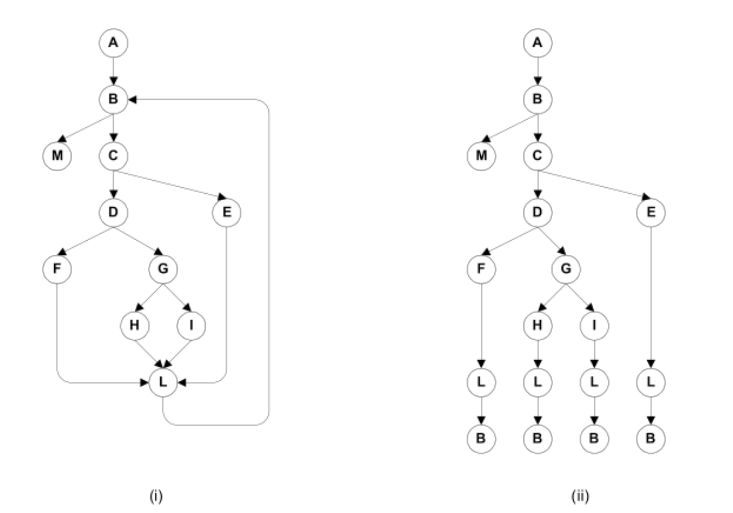 A A
B B
M C M C
D E D E
F G F G
H I H I
L L L L L
B B B B
(i) (ii)